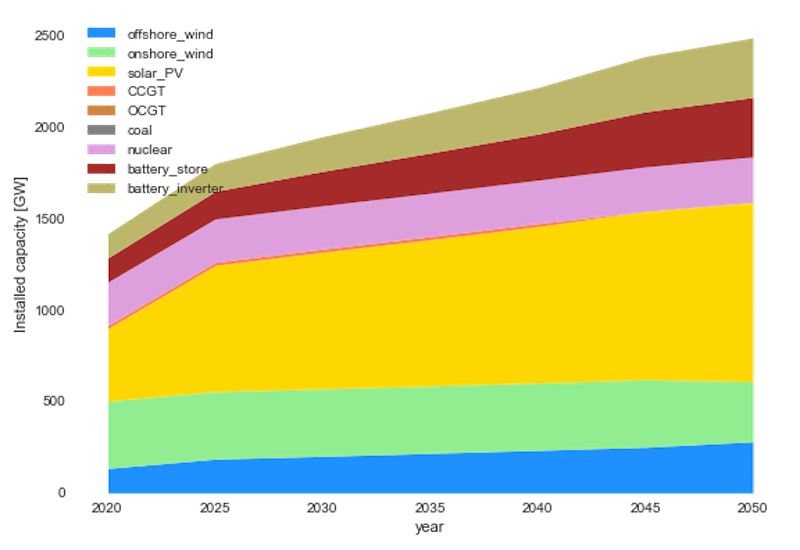 2500
2000
1500
1000
500
0
Installed capacity [GW]
offshore_wind
onshore_wind
solar_PV
CCGT
OCGT
coal
nuclear
battery_store
battery_inverter
2020 2025 2030 2035 2040 2045 2050
year